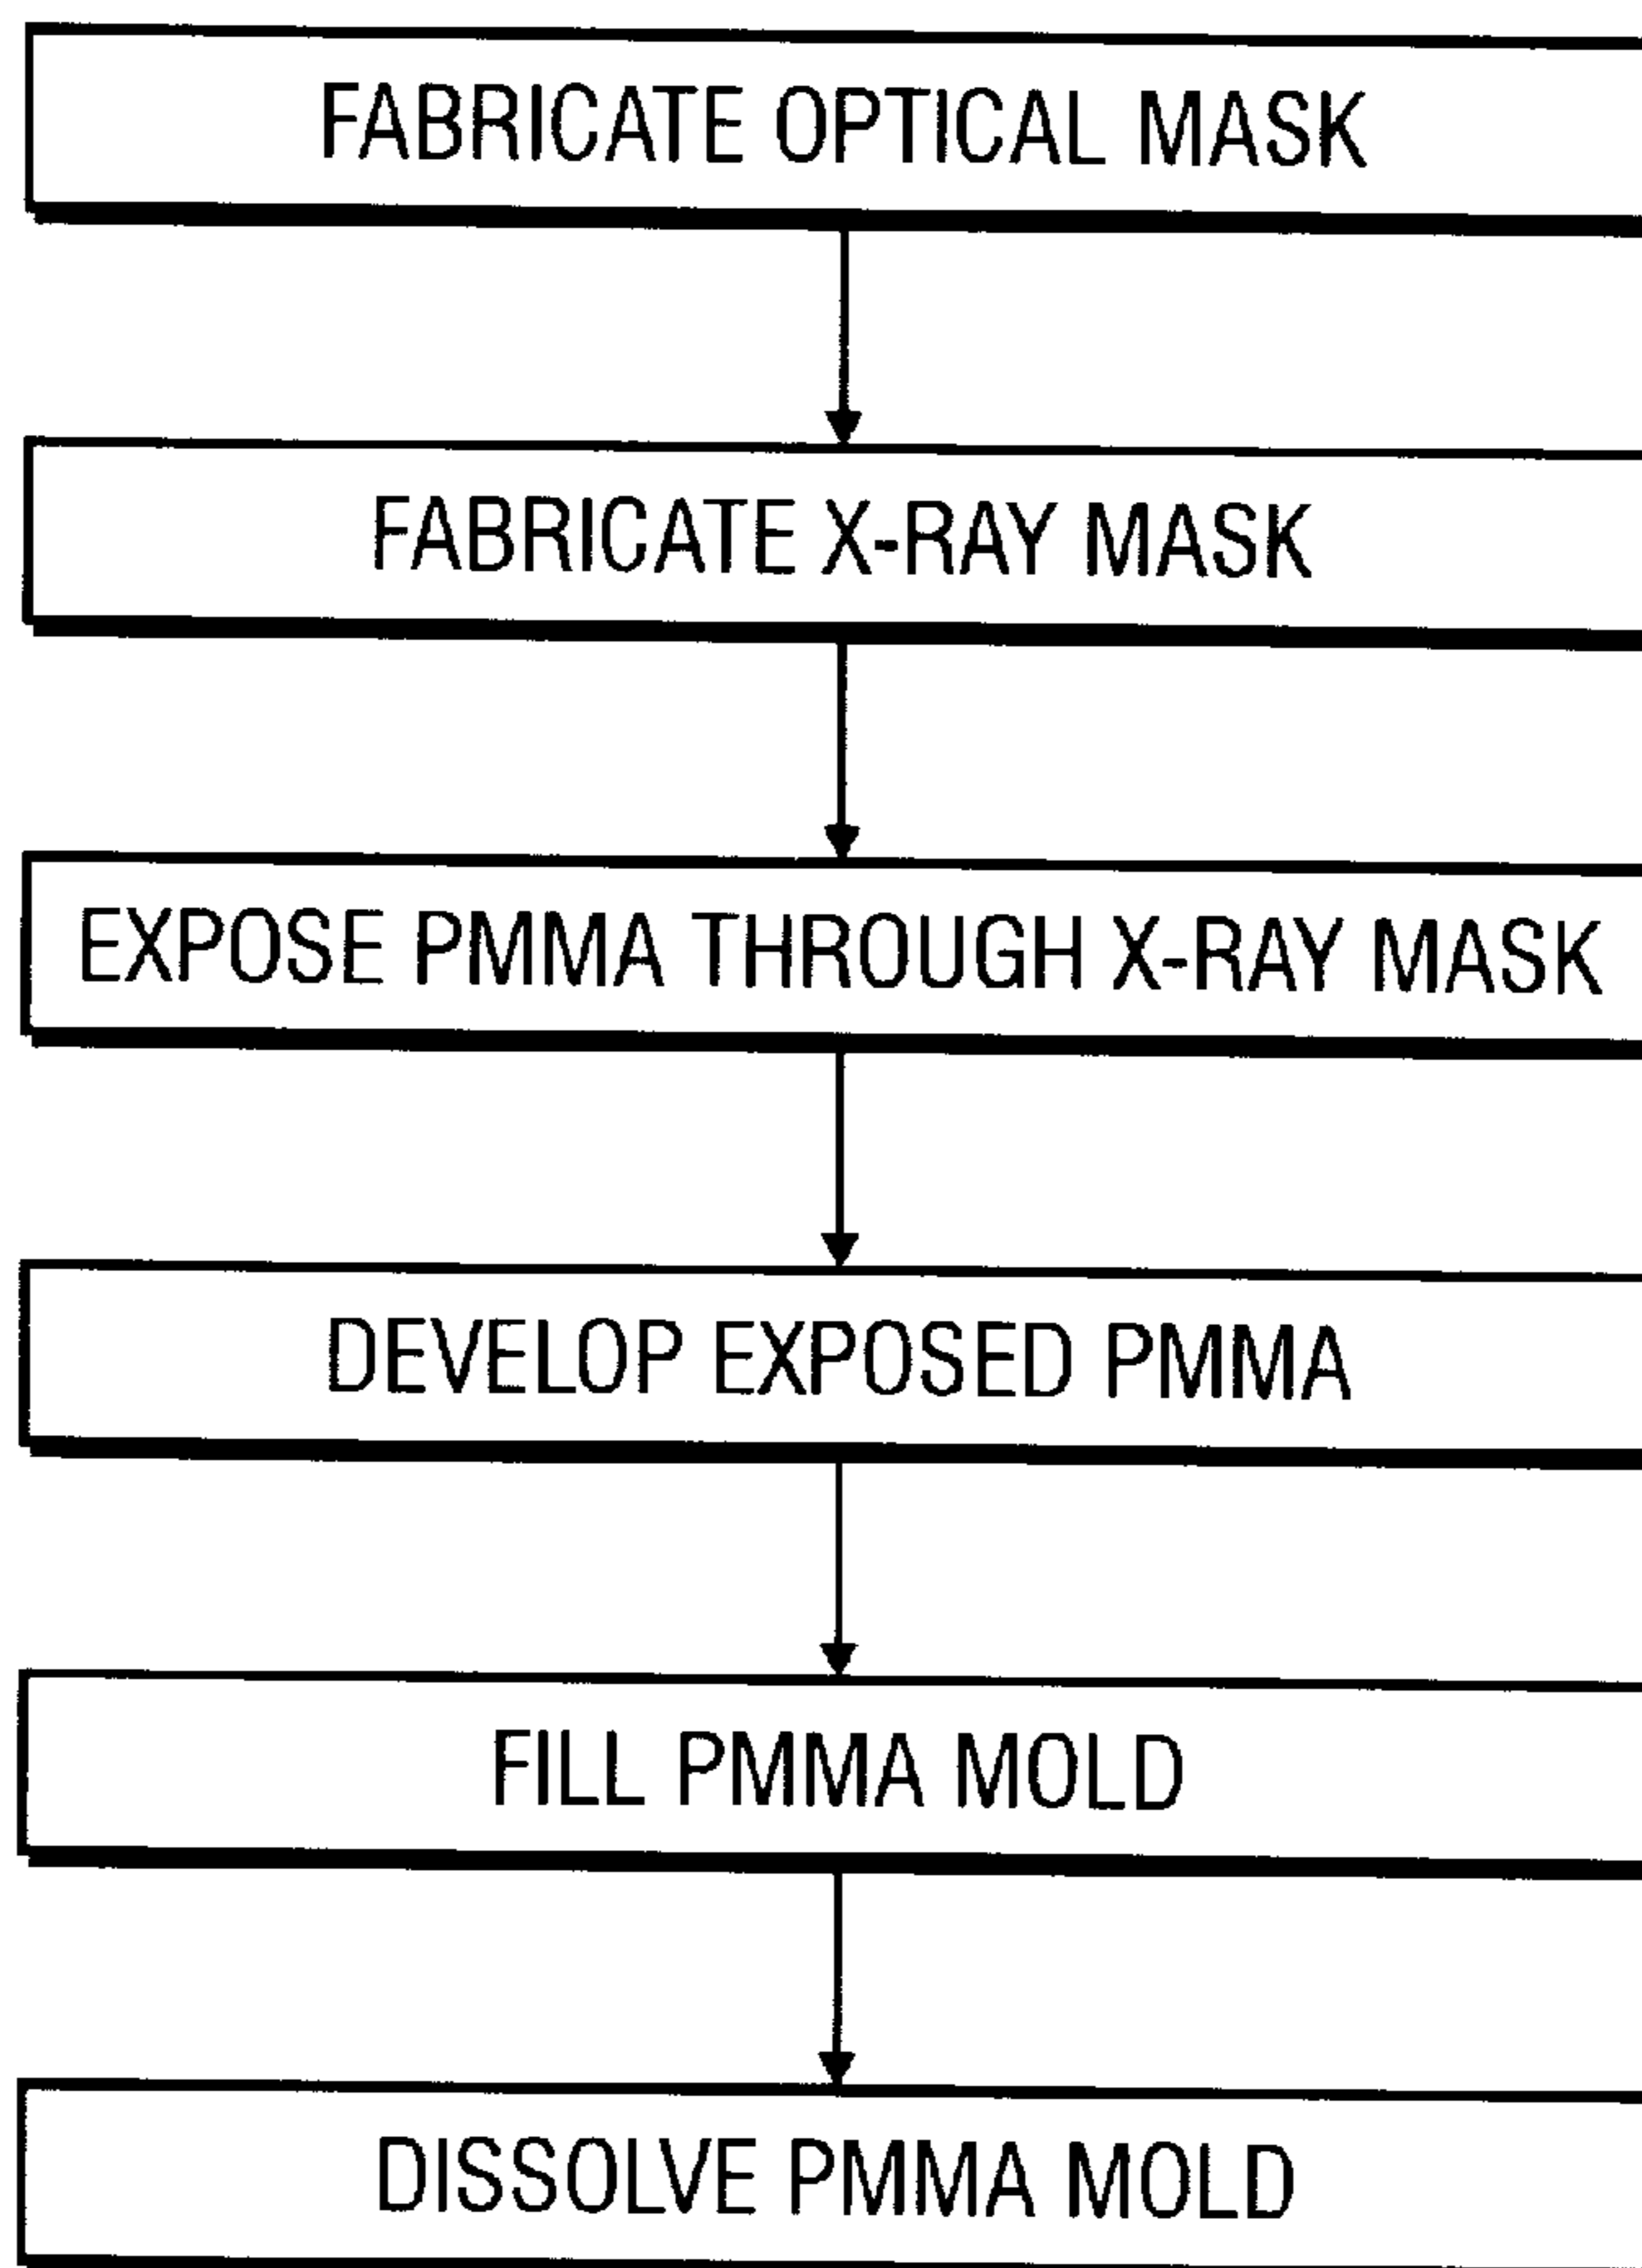 FABRICATE OPTICAL MASK
FABRICATE X-RAY MASK
EXPOSE PMMA THROUGH X-RAY MASK
DEVELOP EXPOSED PMMA
FILL PMMA MOLD
DISSOLVE PMMA MOLD